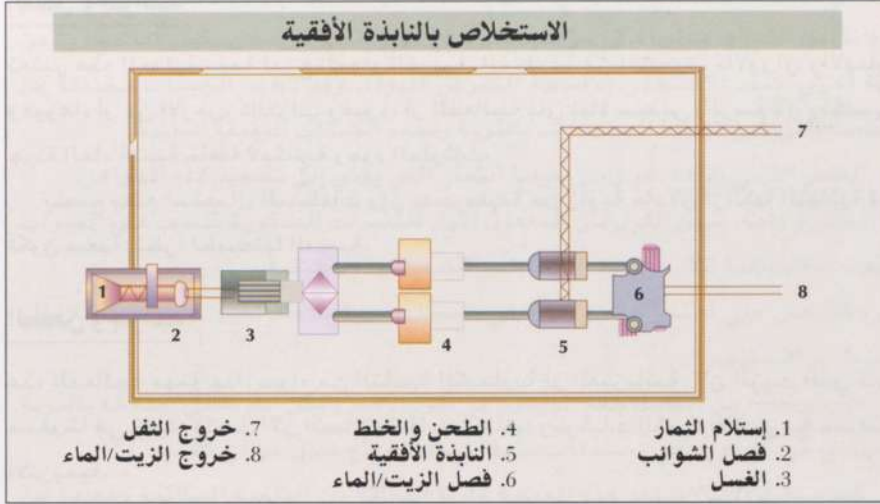 الاستخلاص بالنابذة الأفقية
7
1
6
8
2
3
4
5
1. إستلام الثمار
2. فصل الشوائب
3. الغسل
4. الطحن والخلط
5. النابذة الأفقية
6. فصل الزيت/الماء
7. خروج الثفل
8. خروج الزيت/الماء